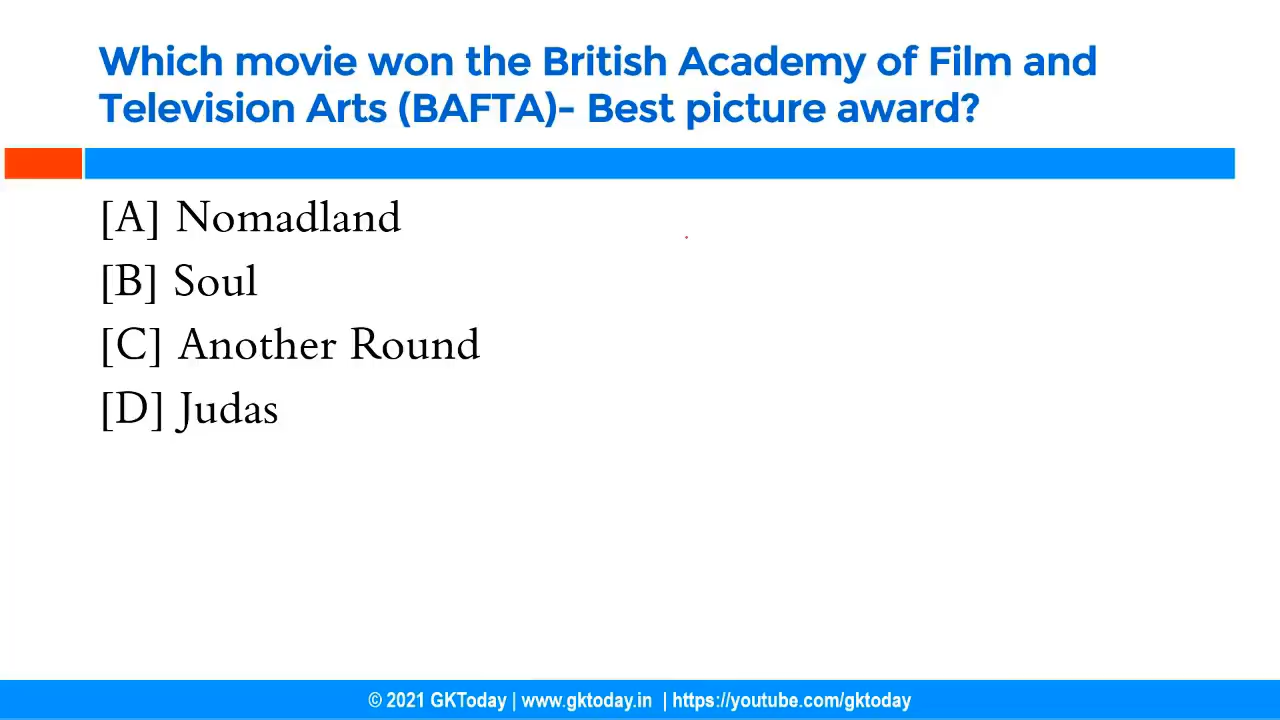 Which movie won the British Academy of Film and
Television Arts (BAFTA)- Best picture award?
[A] Nomadland
[B] Soul
[C] Another Round
[D] Judas
© 2021 GKToday | www.gktoday.in | https://youtube.com/gktoday